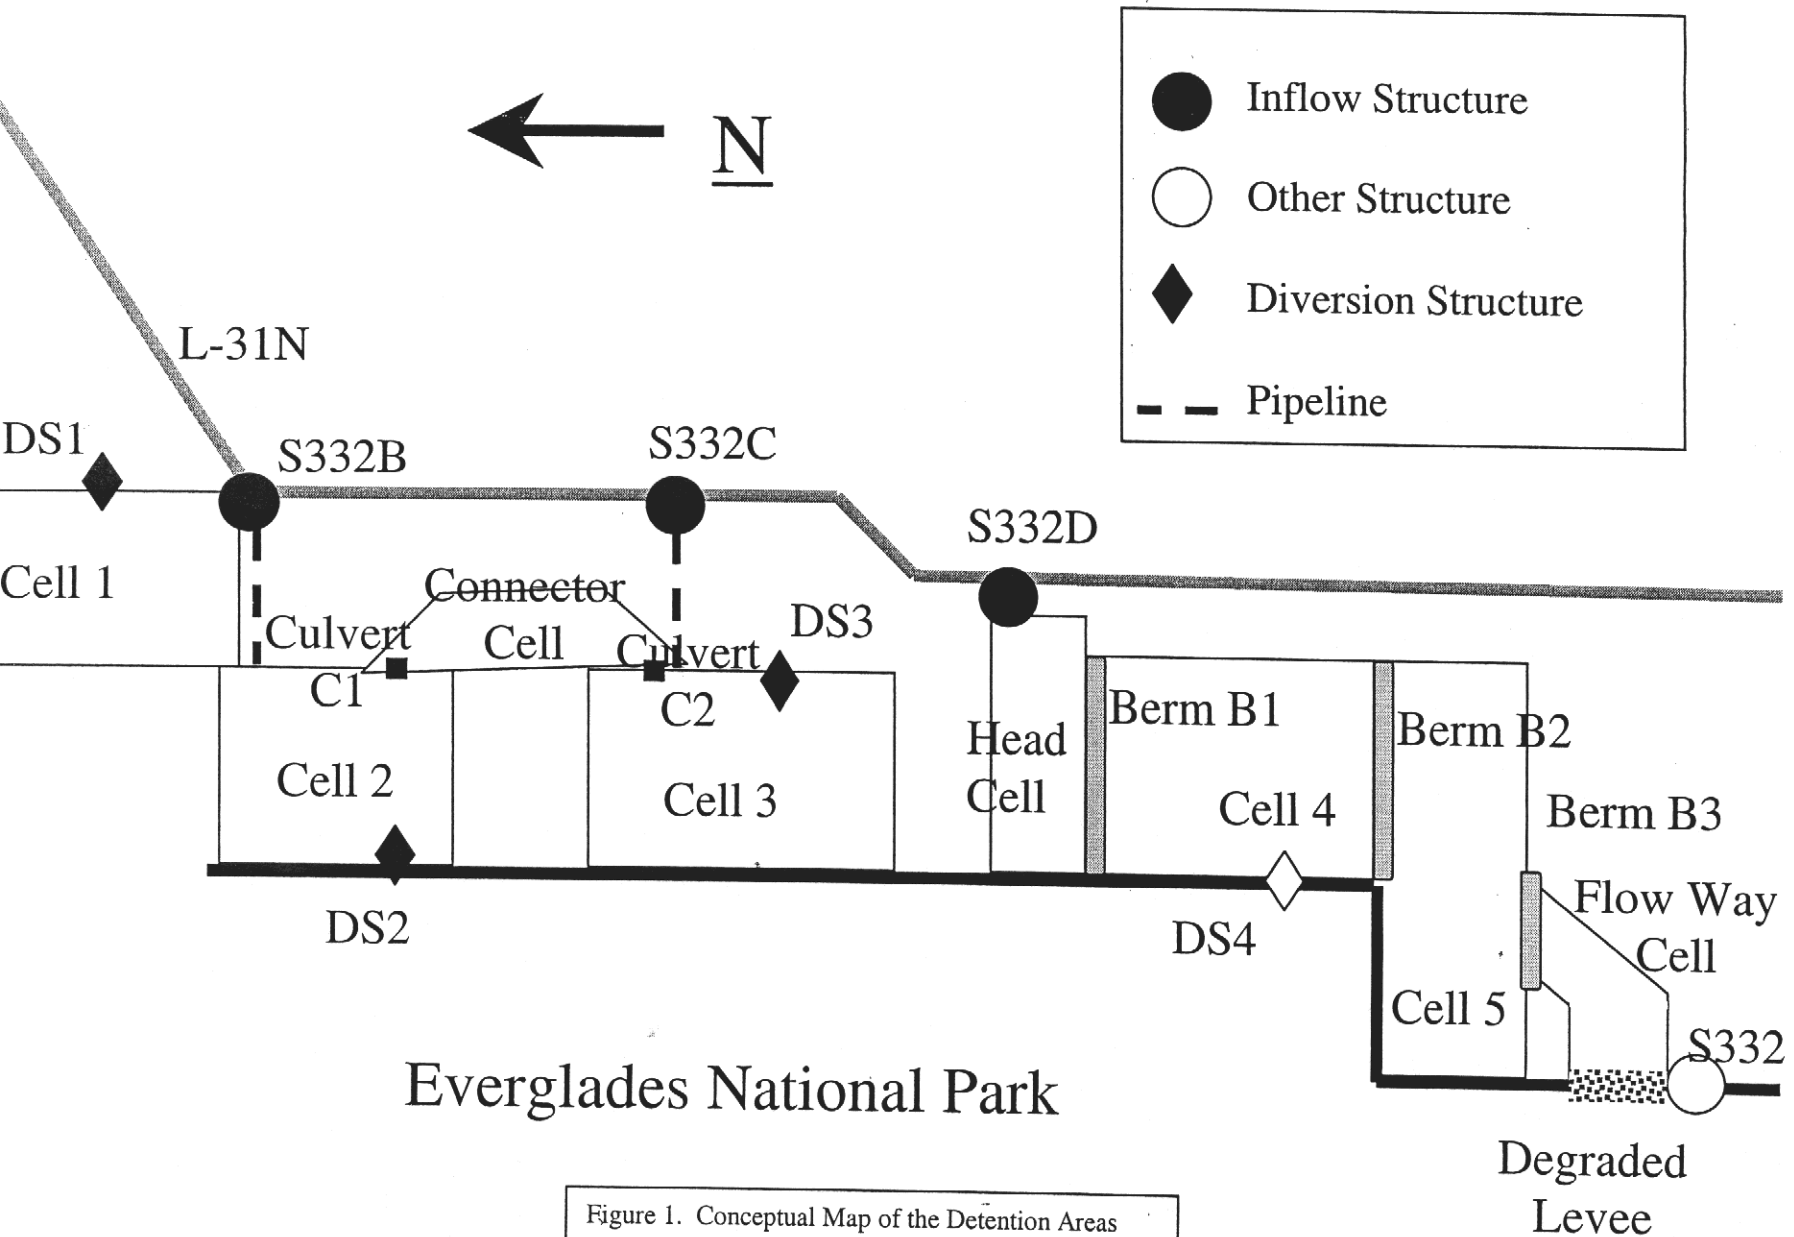 N
Inflow Structure
Other Structure
Diversion Structure
Pipeline
L-31N
DS1
S332B
S332C
S332D
Cell 1
Connector
Cell
Culvert
C1
Culvert
C2
DS3
Cell 2
Cell 3
Head
Cell
Berm B1
Berm B2
Cell 4
Berm B3
DS2
DS4
Flow Way
Cell
Cell 5
S332
Everglades National Park
Degraded
Levee
Figure 1. Conceptual Map of the Detention Areas